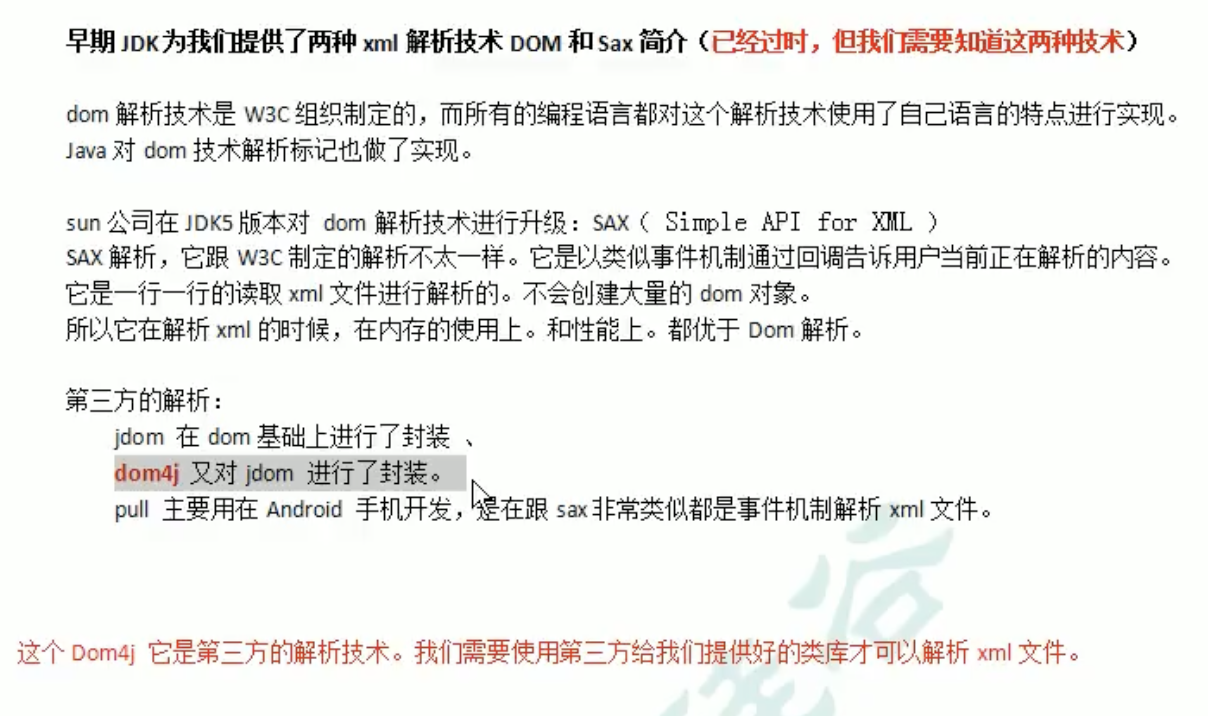 早期 JDK 为我们提供了两种 xml 解析技术 DOM 和 Sax 简介（已经过时，但我们需要知道这两种技术）
dom 解析技术是 W3C 组织制定的，而所有的编程语言都对这个解析技术使用了自己语言的特点进行实现。
Java 对 dom 技术解析标记也做了实现。
sun 公司在 JDK5 版本对 dom 解析技术进行升级：SAX（ Simple API for XML ）
SAX 解析，它跟 W3C 制定的解析不太一样。它是以类似事件机制通过回调告诉用户当前正在解析的内容。
它是一行一行的读取 xml 文件进行解析的。不会创建大量的 dom 对象。
所以它在解析 xml 的时候，在内存的使用上。和性能上。都优于 Dom 解析。
第三方的解析：
jdom 在 dom 基础上进行了封装 、
dom4j 又对 jdom 进行了封装。
pull 主要用在 Android 手机开发，是在跟 sax 非常类似都是事件机制解析 xml 文件。
这个 Dom4j 它是第三方的解析技术。我们需要使用第三方给我们提供好的类库才可以解析 xml 文件。